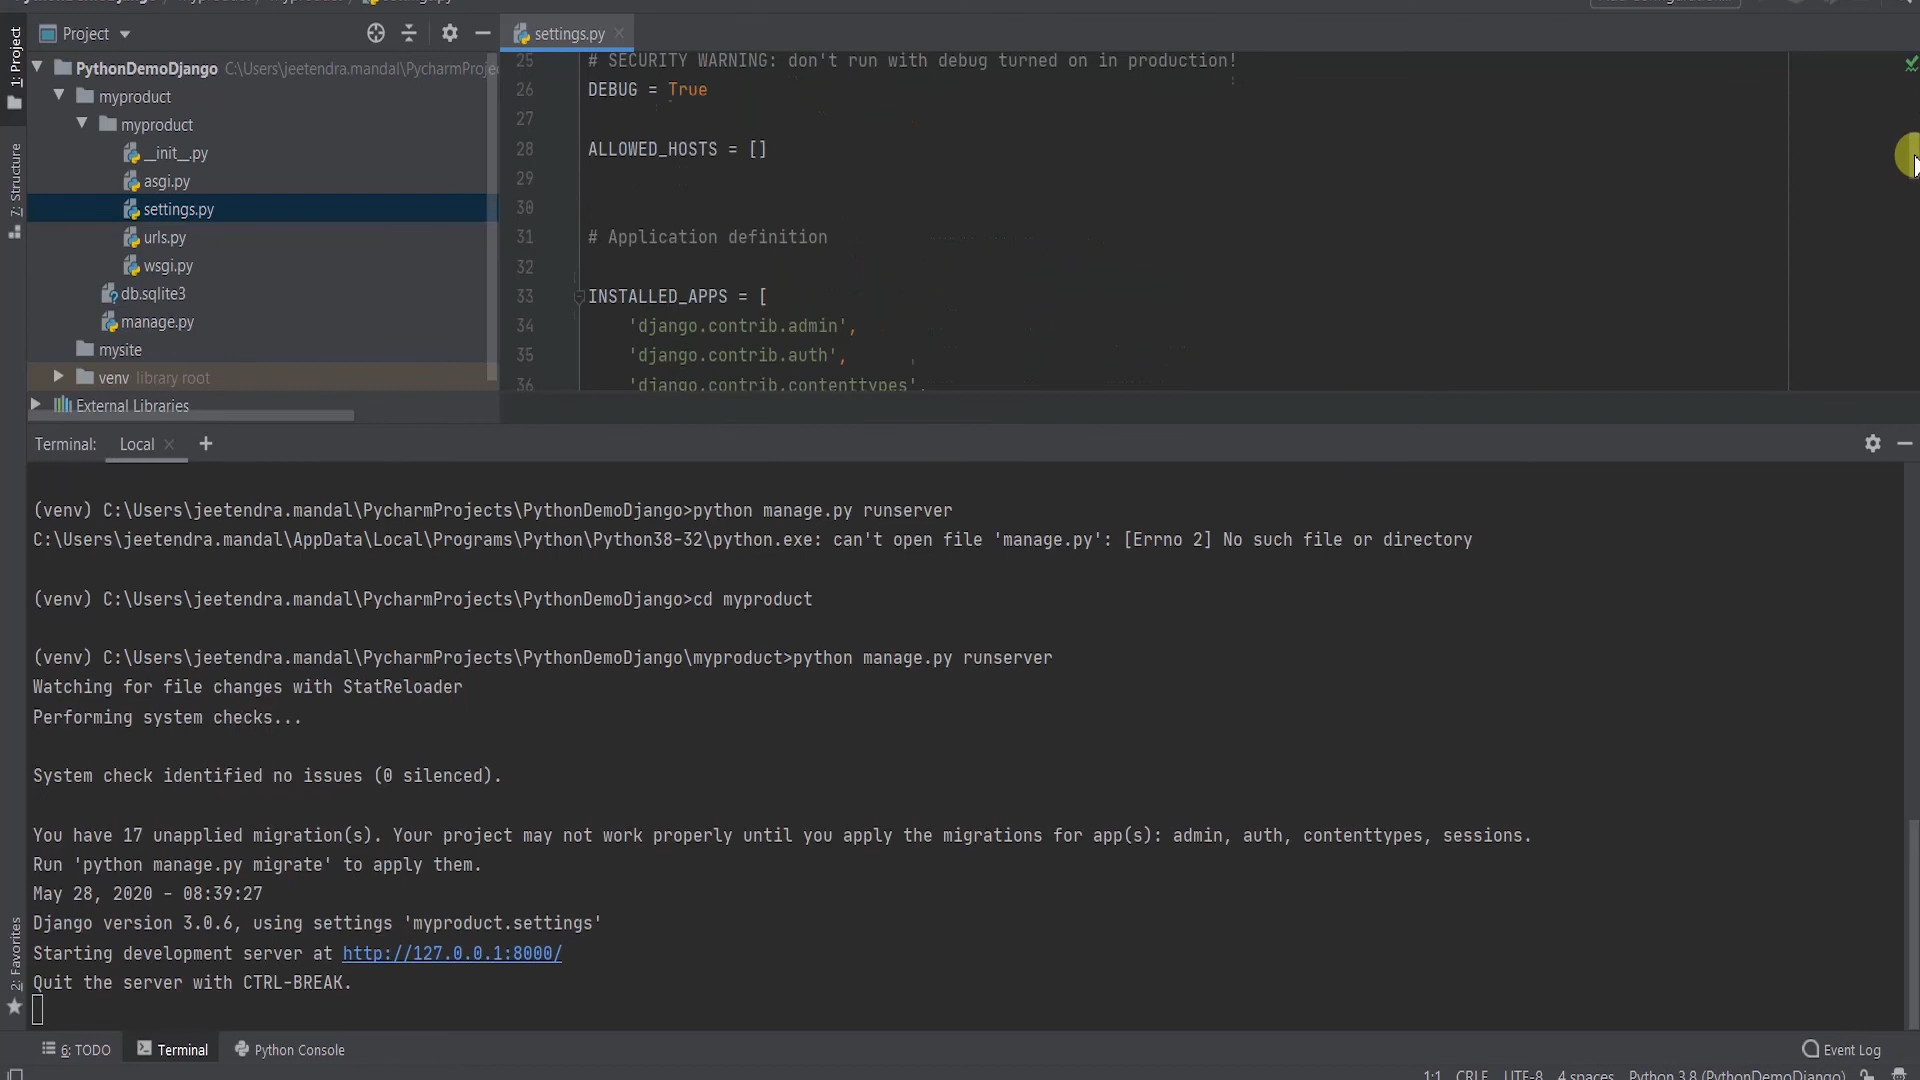 Project
settings.py
1: Project
PythonDemoDjango C:\Users\jeetendra.mandal\PycharmProje
myproduct
myproduct
__init__.py
asgi.py
settings.py
urls.py
wsgi.py
db.sqlite3
manage.py
mysite
venv library root
External Libraries
7: Structure
25 # SECURITY WARNING: don't run with debug turned on in production!
26 DEBUG = True
27
28 ALLOWED_HOSTS = []
29
30
31 # Application definition
32
33 INSTALLED_APPS = [
34 'django.contrib.admin',
35 'django.contrib.auth',
36 'django.contrib.contenttypes',
Terminal: Local
(venv) C:\Users\jeetendra.mandal\PycharmProjects\PythonDemoDjango>python manage.py runserver
C:\Users\jeetendra.mandal\AppData\Local\Programs\Python\Python38-32\python.exe: can't open file 'manage.py': [Errno 2] No such file or directory
(venv) C:\Users\jeetendra.mandal\PycharmProjects\PythonDemoDjango>cd myproduct
(venv) C:\Users\jeetendra.mandal\PycharmProjects\PythonDemoDjango\myproduct>python manage.py runserver
Watching for file changes with StatReloader
Performing system checks...
System check identified no issues (0 silenced).
You have 17 unapplied migration(s). Your project may not work properly until you apply the migrations for app(s): admin, auth, contenttypes, sessions.
Run 'python manage.py migrate' to apply them.
May 28, 2020 - 08:39:27
Django version 3.0.6, using settings 'myproduct.settings'
Starting development server at http://127.0.0.1:8000/
Quit the server with CTRL-BREAK.
2: Favorites
6: TODO Terminal Python Console Event Log
1:1 CRLF UTF-8 4 spaces Python 3.8 (PythonDemoDjango)